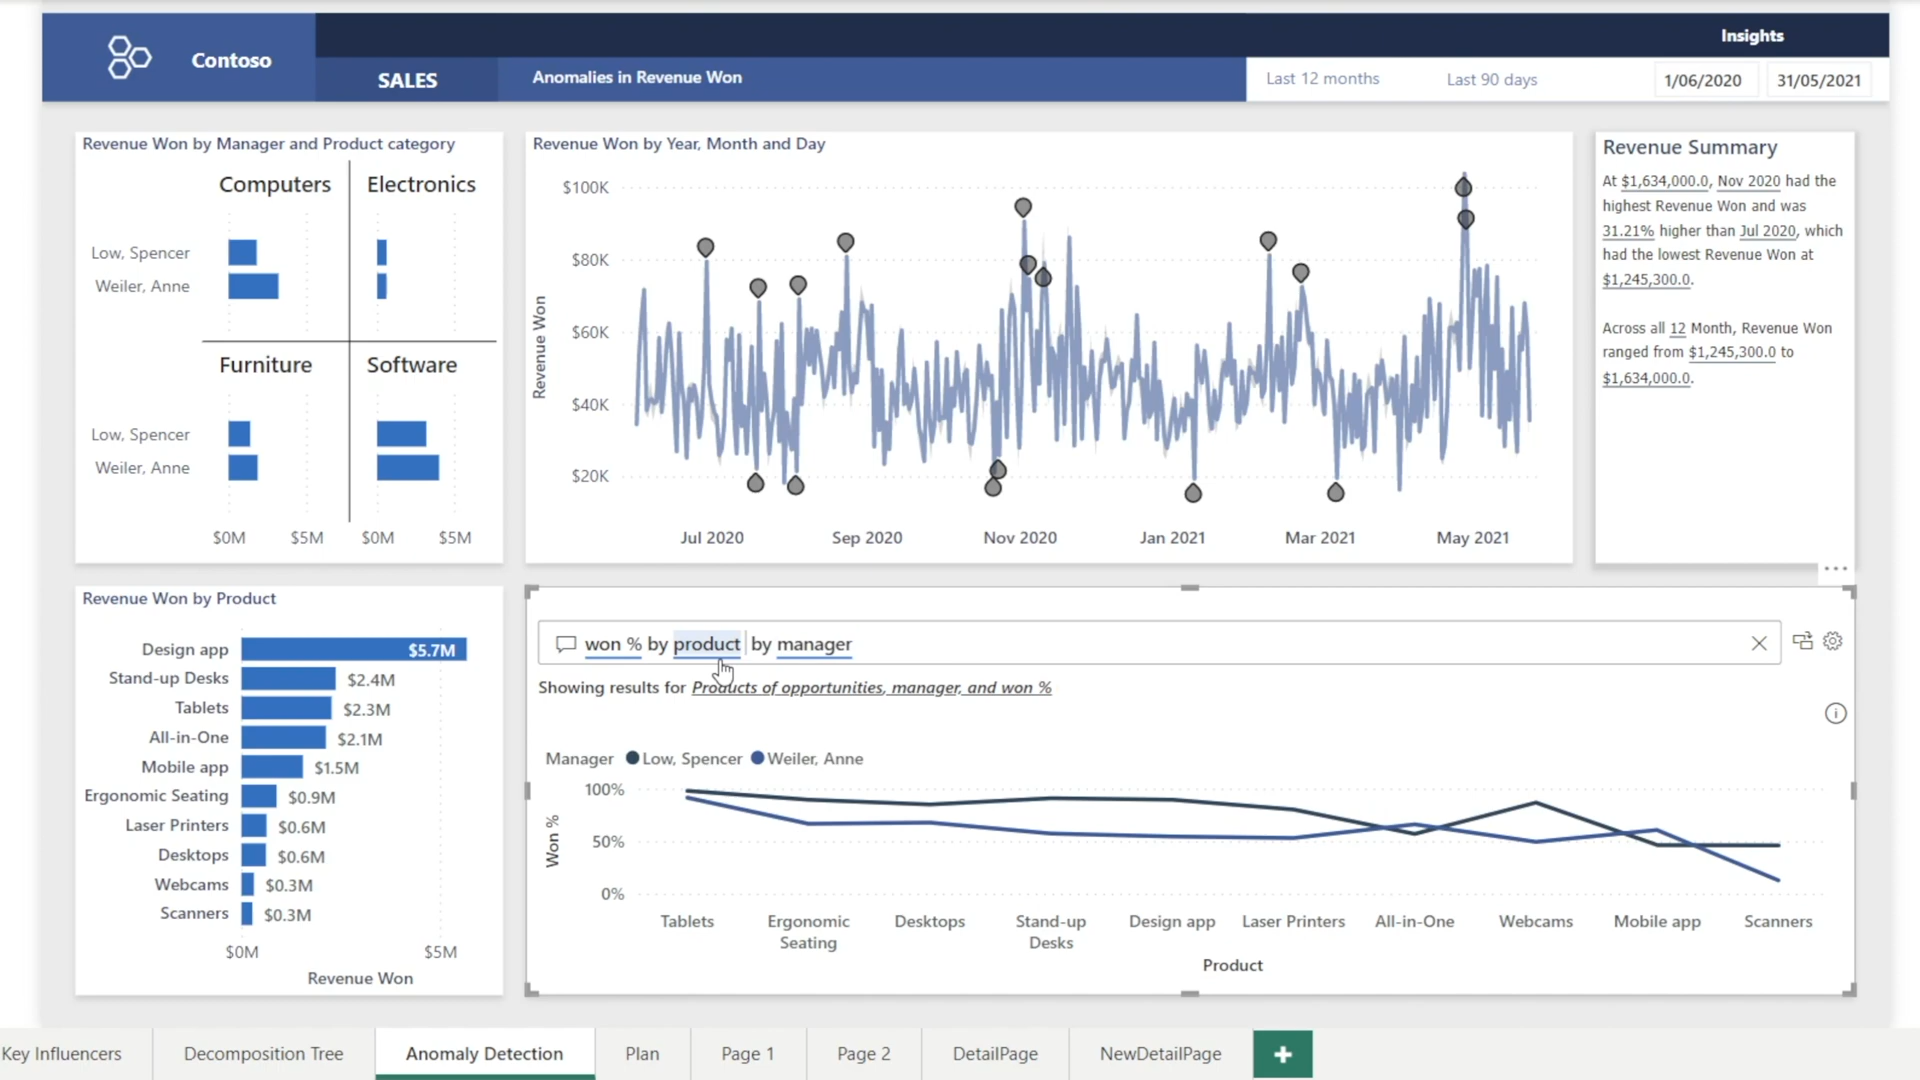 Contoso
SALES
Anomalies in Revenue Won
Insights
Last 12 months
Last 90 days
1/06/2020
31/05/2021
Revenue Won by Manager and Product category
Computers
Electronics
Low, Spencer
Weiler, Anne
Furniture
Software
Low, Spencer
Weiler, Anne
$0M
$5M
$0M
$5M
Revenue Won by Year, Month and Day
Revenue Won
$100K
$80K
$60K
$40K
$20K
Jul 2020
Sep 2020
Nov 2020
Jan 2021
Mar 2021
May 2021
Revenue Summary
At $1,634,000.0, Nov 2020 had the
highest Revenue Won and was
31.21% higher than Jul 2020, which
had the lowest Revenue Won at
$1,245,300.0.
Across all 12 Month, Revenue Won
ranged from $1,245,300.0 to
$1,634,000.0.
Revenue Won by Product
Design app $5.7M
Stand-up Desks $2.4M
Tablets $2.3M
All-in-One $2.1M
Mobile app $1.5M
Ergonomic Seating $0.9M
Laser Printers $0.6M
Desktops $0.6M
Webcams $0.3M
Scanners $0.3M
$0M
$5M
Revenue Won
won % by product by manager
Showing results for Products of opportunities, manager, and won %
Manager Low, Spencer Weiler, Anne
Won %
100%
50%
0%
Tablets
Ergonomic
Seating
Desktops
Stand-up
Desks
Design app
Laser Printers
All-in-One
Webcams
Mobile app
Scanners
Product
Key Influencers
Decomposition Tree
Anomaly Detection
Plan
Page 1
Page 2
DetailPage
NewDetailPage